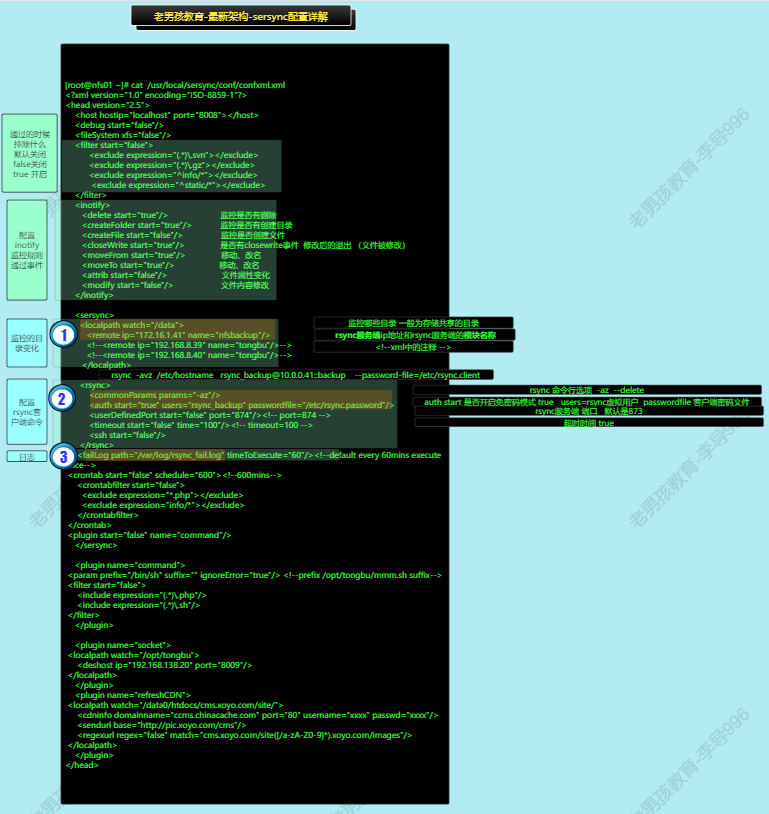 老男孩教育-最新架构-sersync配置详解
[root@nfs01 ~]# cat /usr/local/sersync/conf/confxml.xml
<?xml version="1.0" encoding="ISO-8859-1"?>
<head version="2.5">
<host hostip="localhost" port="8008"></host>
<debug start="false"/>
<fileSystem xfs="false"/>
通过的时候
排除什么
默认关闭
false关闭
true 开启
<filter start="false">
<exclude expression="(.*)\.svn"></exclude>
<exclude expression="(.*)\.gz"></exclude>
<exclude expression="^info/*"></exclude>
<exclude expression="^static/*"></exclude>
</filter>
配置
inotify
监控规则
通过事件
<inotify>
<delete start="true"/> 监控是否有删除
<createFolder start="true"/> 监控是否有创建目录
<createFile start="false"/> 监控是否创建文件
<closeWrite start="true"/> 是否有closewrite事件 修改后的退出 （文件被修改）
<moveFrom start="true"/> 移动、改名
<moveTo start="true"/> 移动、改名
<attrib start="false"/> 文件属性变化
<modify start="false"/> 文件内容修改
</inotify>
<sersync>
监控的目
录变化
1
<localpath watch="/data"> 监控哪些目录 一般为存储共享的目录
<remote ip="172.16.1.41" name="nfsbackup"/> rsync服务端ip地址和rsync服务端的模块名称
<!--<remote ip="192.168.8.39" name="tongbu"/>--> <!--xml中的注释 -->
<!--<remote ip="192.168.8.40" name="tongbu"/>-->
</localpath>
rsync -avz /etc/hostname rsync_backup@10.0.0.41::backup --password-file=/etc/rsync.client
配置
rsync客
户端命令
2
<rsync>
<commonParams params="-az"/> rsync 命令行选项 -az --delete
<auth start="true" users="rsync_backup" passwordfile="/etc/rsync.password"/> auth start 是否开启免密码模式 true users=rsync虚拟用户 passwordfile 客户端密码文件
<userDefinedPort start="false" port="874"/><!-- port=874 --> rsync服务端 端口 默认是873
<timeout start="false" time="100"/><!-- timeout=100 --> 超时时间 true
<ssh start="false"/>
</rsync>
日志
3
<failLog path="/var/log/rsync_fail.log" timeToExecute="60"/><!--default every 60mins execute
nce-->
<crontab start="false" schedule="600"><!--600mins-->
<crontabfilter start="false">
<exclude expression="*.php"></exclude>
<exclude expression="info/*"></exclude>
</crontabfilter>
</crontab>
<plugin start="false" name="command"/>
</sersync>
<plugin name="command">
<param prefix="/bin/sh" suffix="" ignoreError="true"/> <!--prefix /opt/tongbu/mmm.sh suffix-->
<filter start="false">
<include expression="(.*)\.php"/>
<include expression="(.*)\.sh"/>
</filter>
</plugin>
<plugin name="socket">
<localpath watch="/opt/tongbu">
<deshost ip="192.168.138.20" port="8009"/>
</localpath>
</plugin>
<plugin name="refreshCDN">
<localpath watch="/data0/htdocs/cms.xoyo.com/site/">
<cdninfo domainname="ccms.chinacache.com" port="80" username="xxxx" passwd="xxxx"/>
<sendurl base="http://pic.xoyo.com/cms"/>
<regexurl regex="false" match="cms.xoyo.com/site([/a-zA-Z0-9]*).xoyo.com/images"/>
</localpath>
</plugin>
</head>
老男孩教育-李导996
老男孩教育-李导996
老男孩教育-李导996